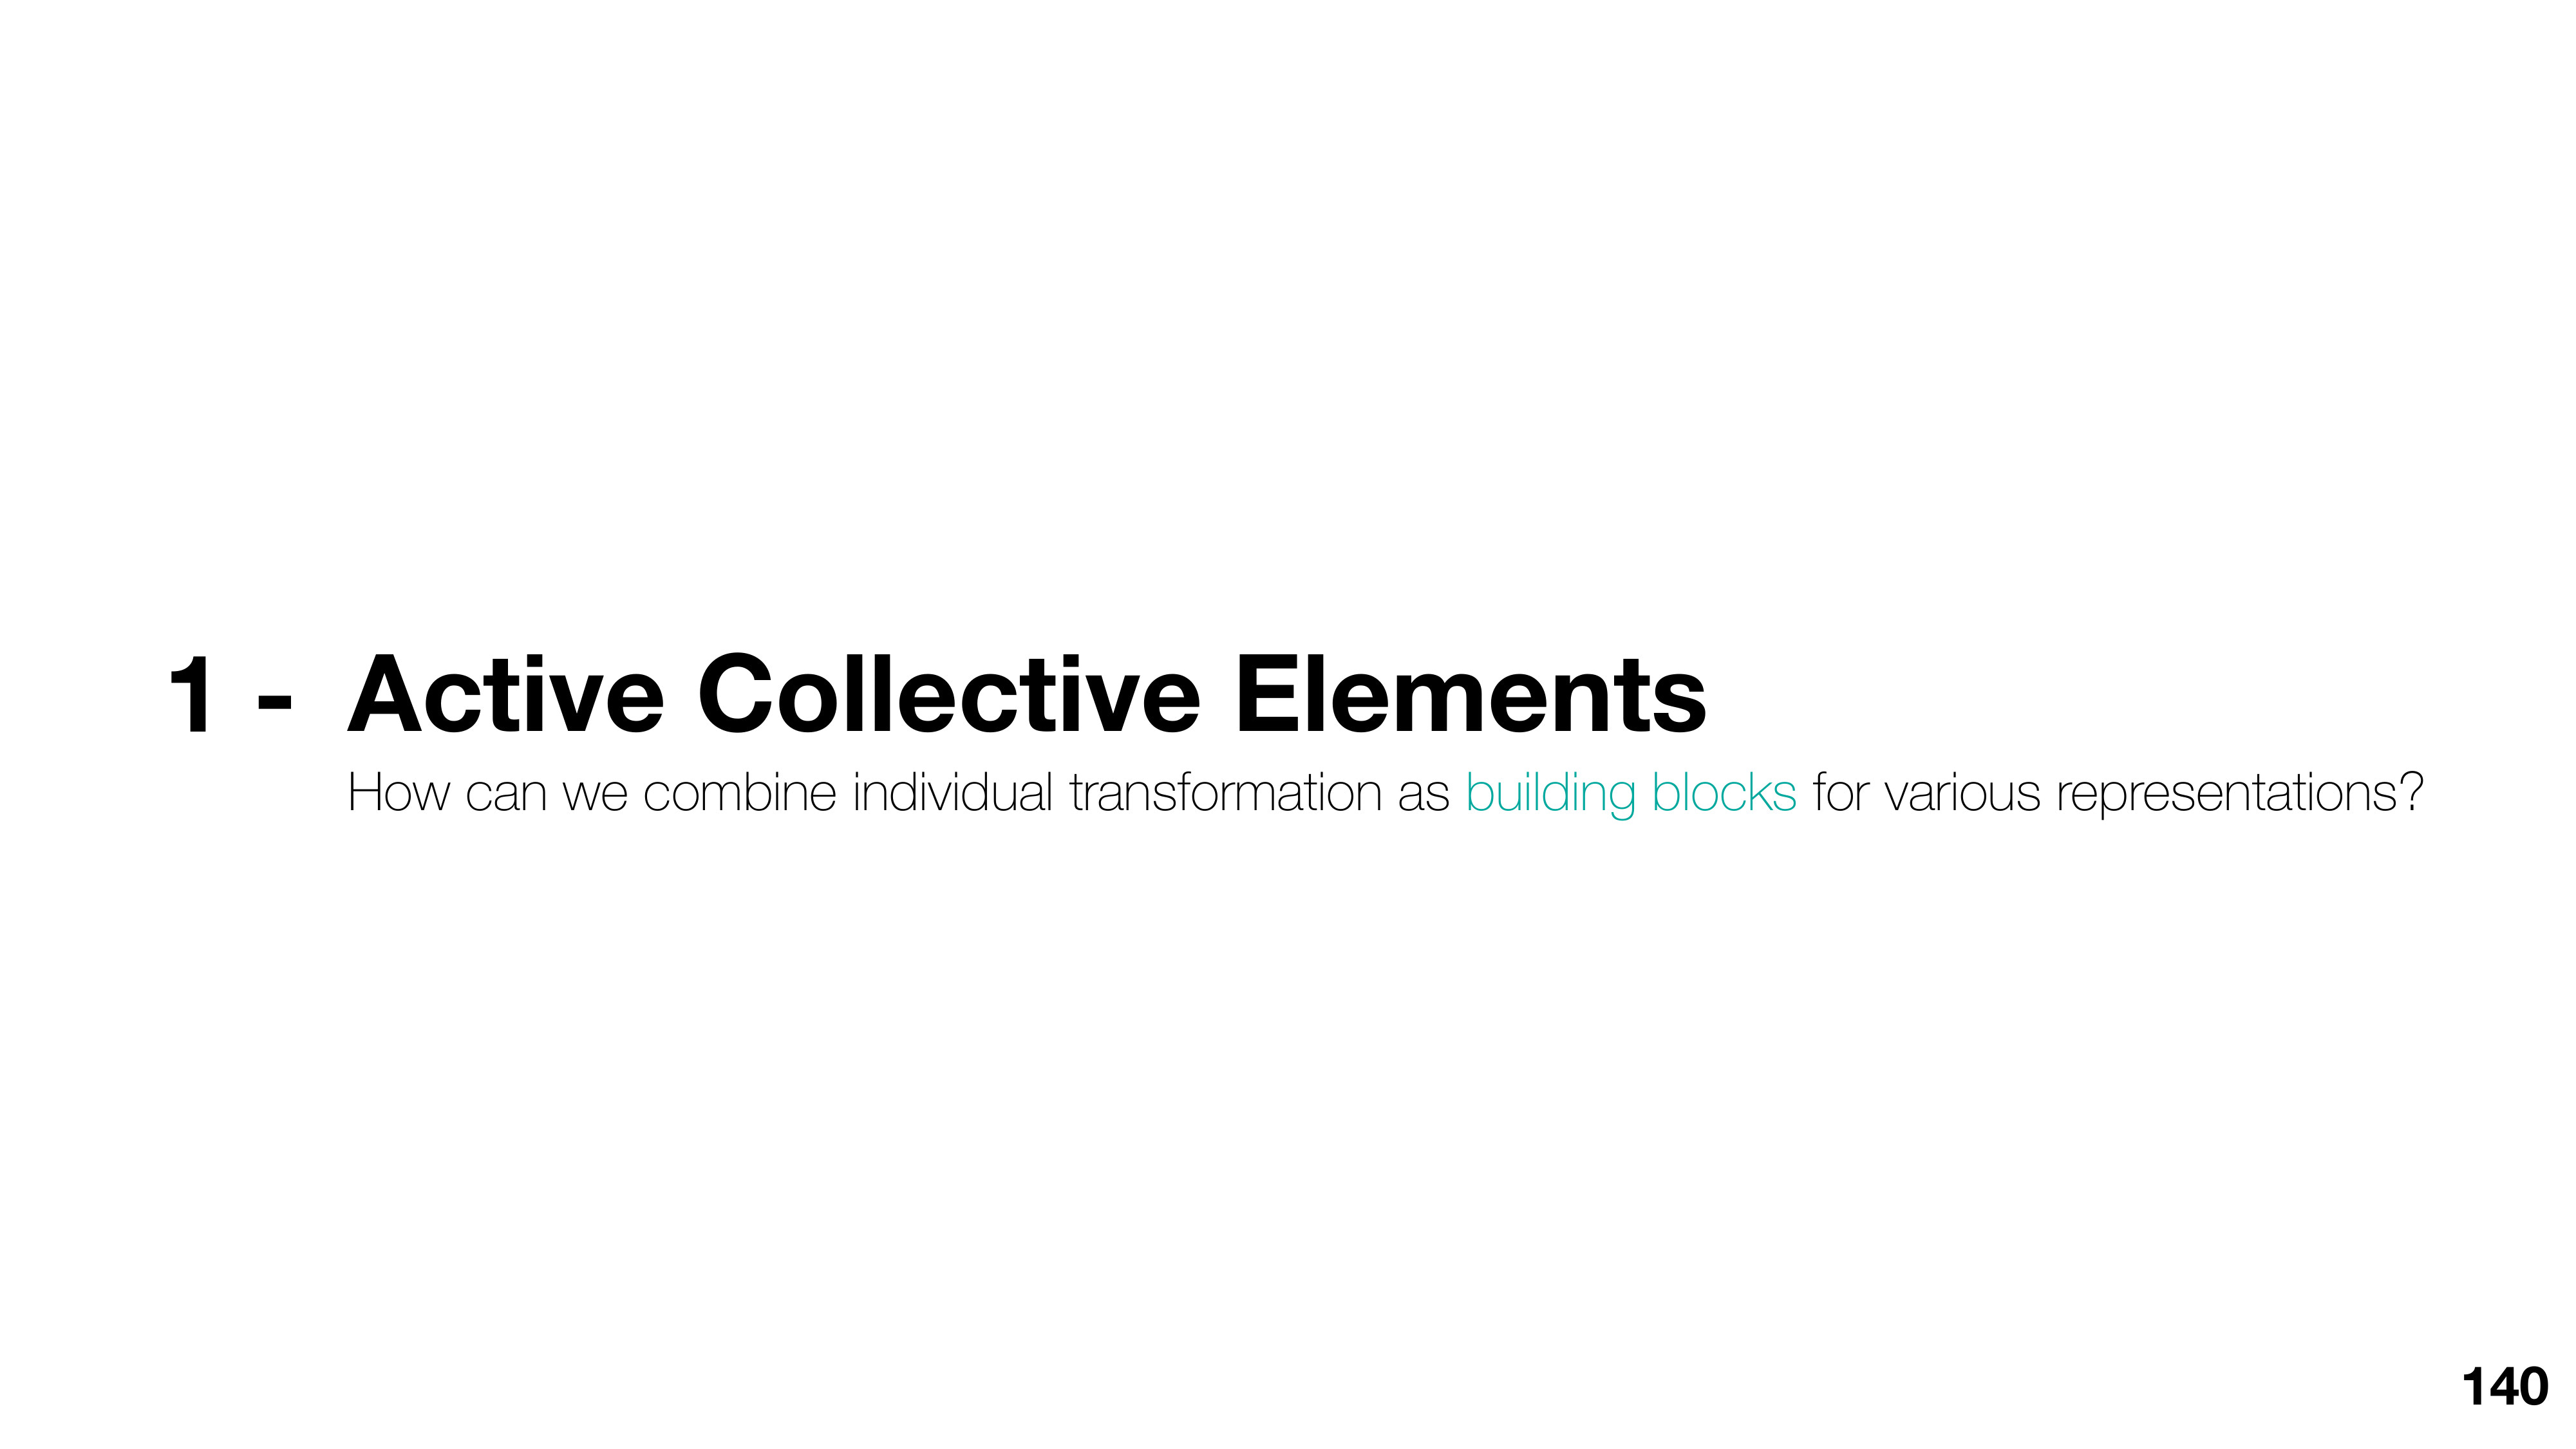 1 - Active Collective Elements
How can we combine individual transformation as building blocks for various representations?
140